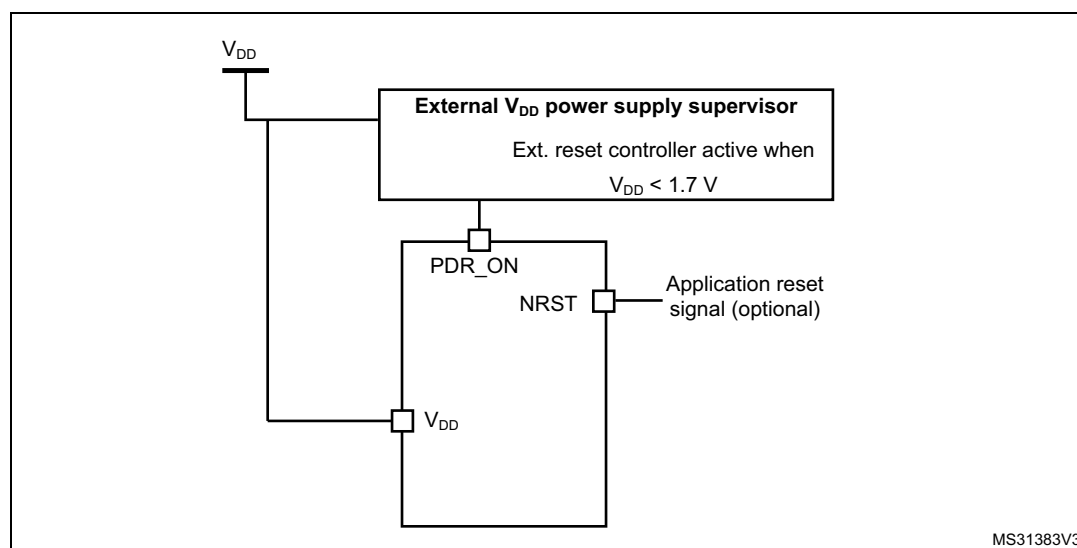 VDD
External VDD power supply supervisor
Ext. reset controller active when
VDD < 1.7 V
PDR_ON
NRST
Application reset
signal (optional)
VDD
MS31383V3